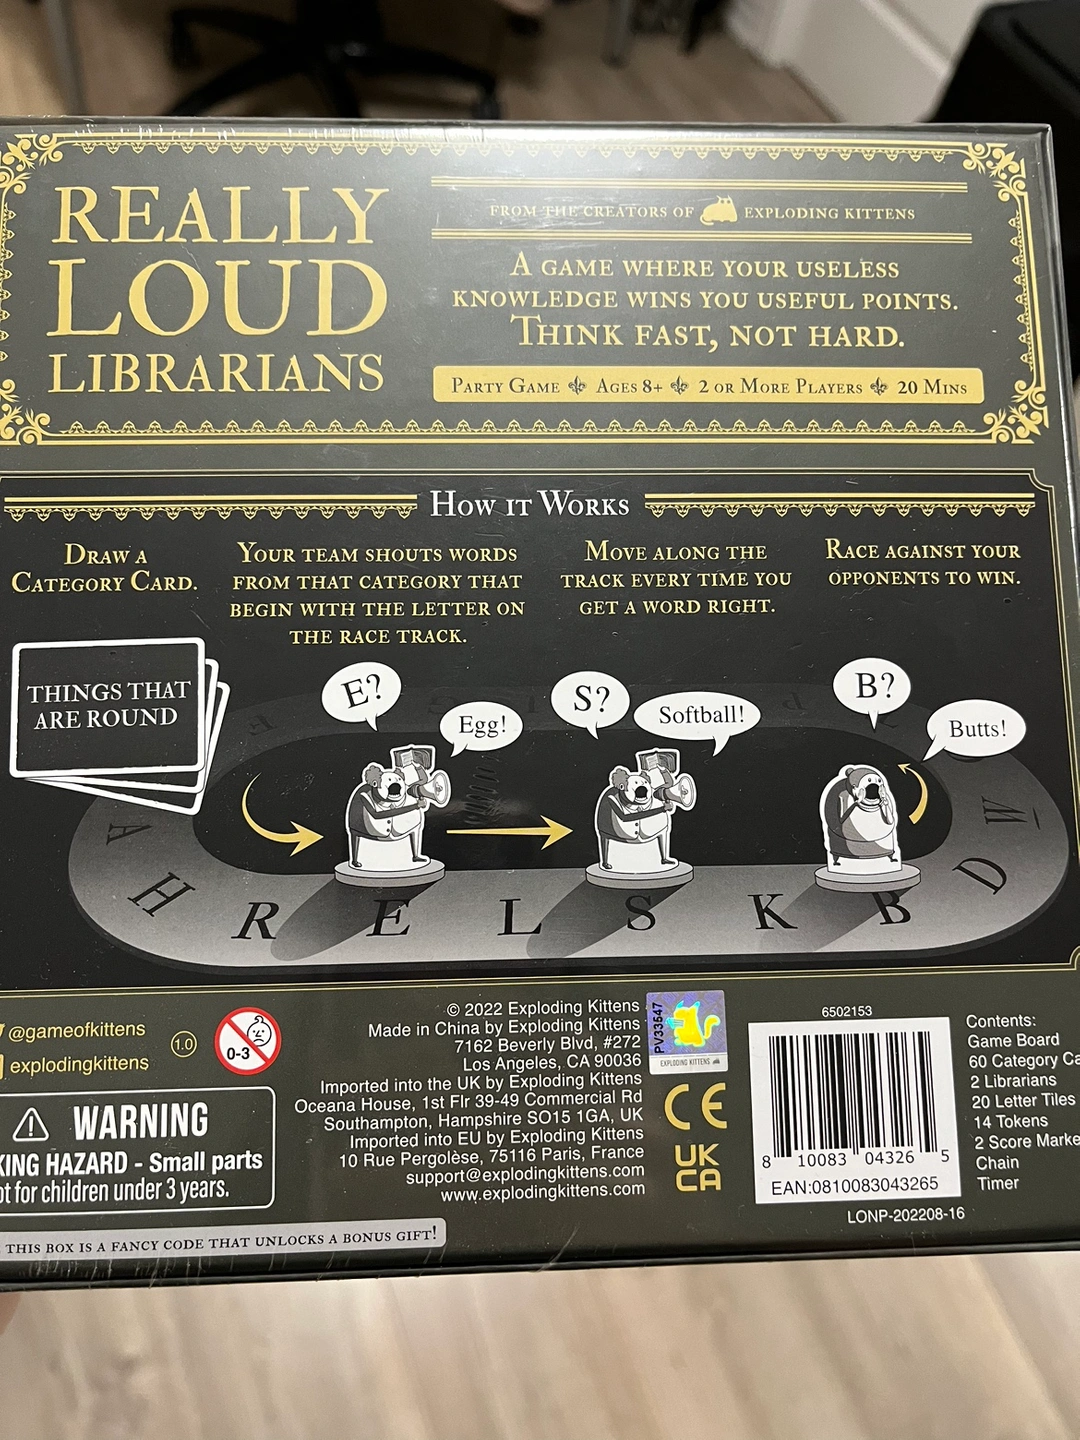 REALLY
LOUD
LIBRARIANS
FROM THE CREATORS OF EXPLODING KITTENS
A GAME WHERE YOUR USELESS
KNOWLEDGE WINS YOU USEFUL POINTS.
THINK FAST, NOT HARD.
PARTY GAME AGES 8+ 2 OR MORE PLAYERS 20 MINS
HOW IT WORKS
DRAW A
CATEGORY CARD.
YOUR TEAM SHOUTS WORDS
FROM THAT CATEGORY THAT
BEGIN WITH THE LETTER ON
THE RACE TRACK.
MOVE ALONG THE
TRACK EVERY TIME YOU
GET A WORD RIGHT.
RACE AGAINST YOUR
OPPONENTS TO WIN.
THINGS THAT
ARE ROUND
E?
Egg!
S?
Softball!
B?
Butts!
A H R E L S K B D W
@gameofkittens
explodingkittens
1.0
0-3
WARNING
KING HAZARD - Small parts
for children under 3 years.
THIS BOX IS A FANCY CODE THAT UNLOCKS A BONUS GIFT!
© 2022 Exploding Kittens
Made in China by Exploding Kittens
7162 Beverly Blvd, #272
Los Angeles, CA 90036
Imported into the UK by Exploding Kittens
Oceana House, 1st Flr 39-49 Commercial Rd
Southampton, Hampshire SO15 1GA, UK
Imported into EU by Exploding Kittens
10 Rue Pergolèse, 75116 Paris, France
support@explodingkittens.com
www.explodingkittens.com
PV33547
EXPLODING KITTENS
CE
UK
CA
6502153
8 10083 04326 5
EAN:0810083043265
LONP-202208-16
Contents:
Game Board
60 Category Ca
2 Librarians
20 Letter Tiles
14 Tokens
2 Score Marke
Chain
Timer